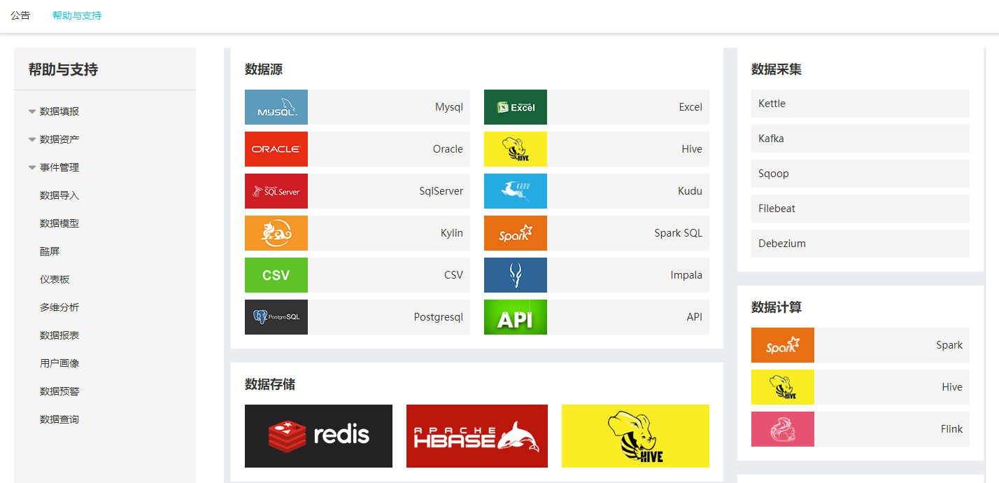 公告
帮助与支持
帮助与支持
数据填报
数据资产
事件管理
数据导入
数据模型
酷屏
仪表板
多维分析
数据报表
用户画像
数据预警
数据查询
数据源
MySQL Mysql
Microsoft Excel Excel
ORACLE Oracle
HIVE Hive
Microsoft SQL Server SqlServer
KUDU Kudu
Kylin
Spark Spark SQL
CSV CSV
Impala
PostgreSQL Postgresql
API API
数据存储
redis
APACHE
HBASE
HIVE
数据采集
Kettle
Kafka
Sqoop
Filebeat
Debezium
数据计算
Spark Spark
HIVE Hive
Flink